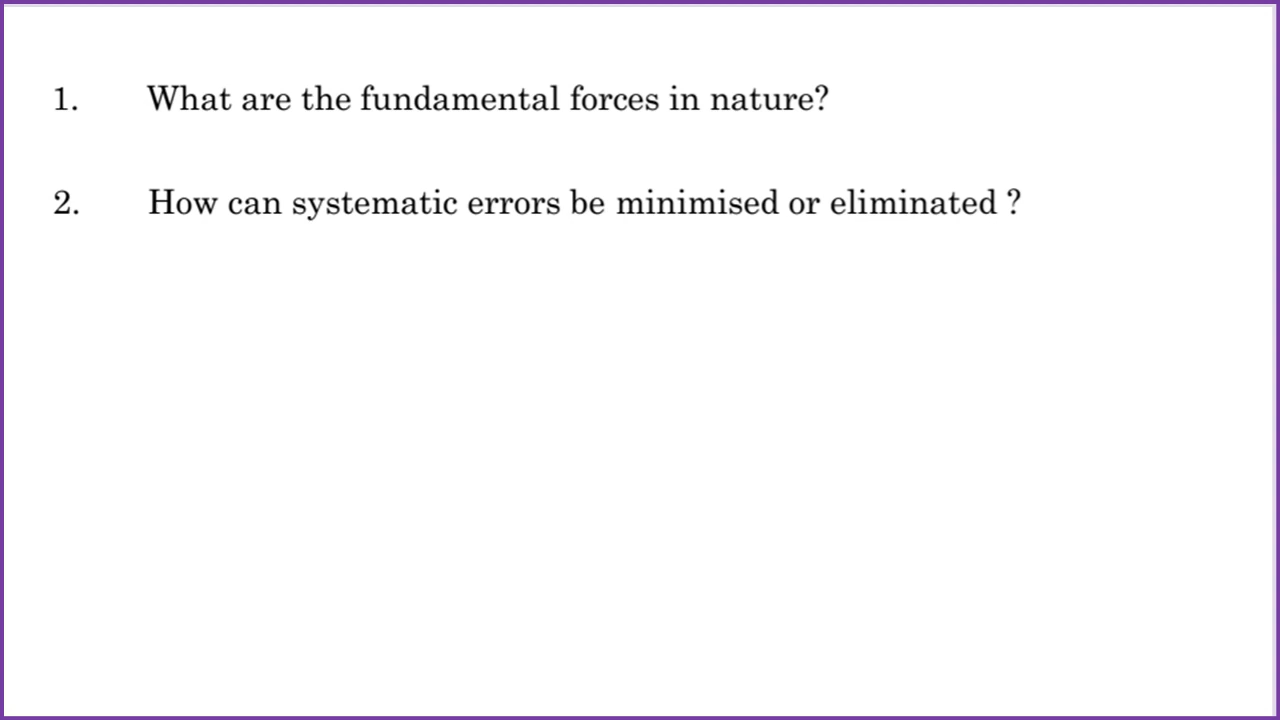 1. What are the fundamental forces in nature?
2. How can systematic errors be minimised or eliminated ?